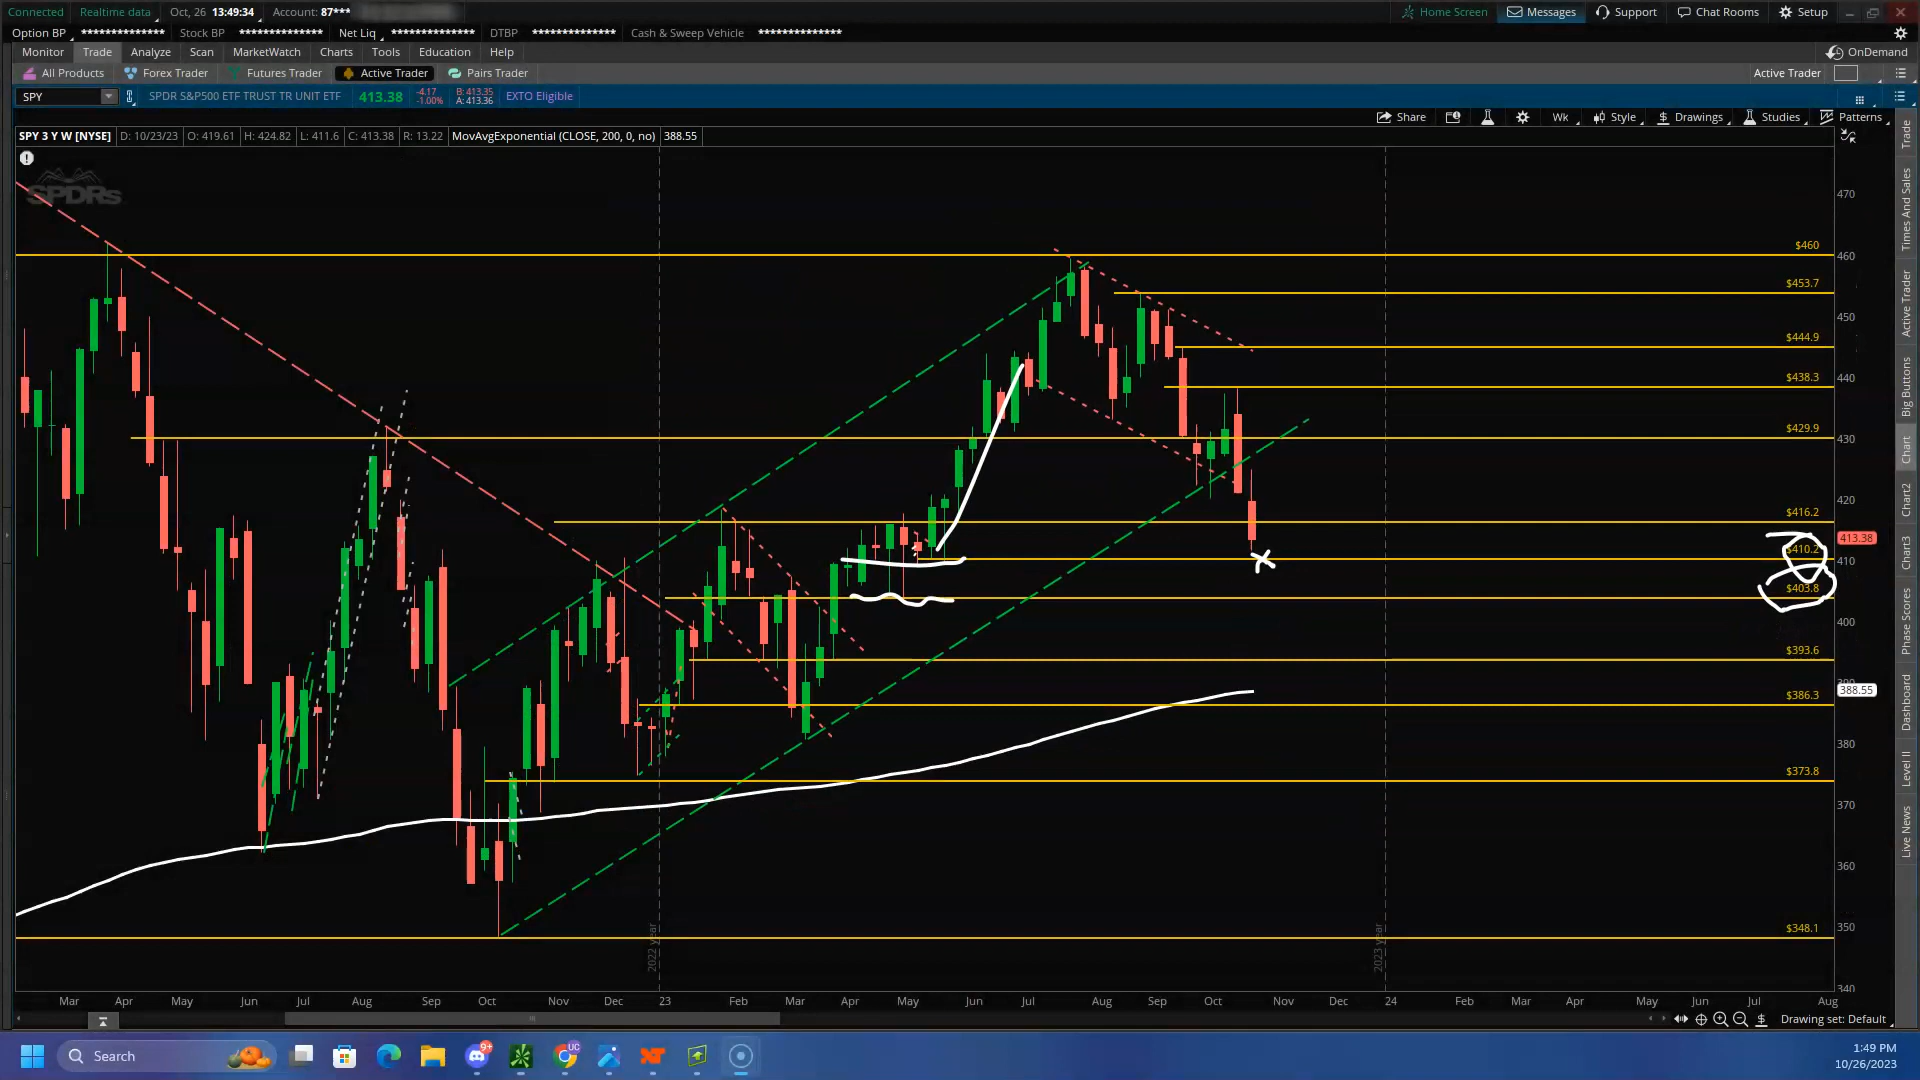 Connected Realtime data Oct, 26 13:49:34 Account: 87*** Home Screen Messages Support Chat Rooms Setup
Option BP ************** Stock BP ************** Net Liq ************** DTBP ************** Cash & Sweep Vehicle **************
Monitor Trade Analyze Scan MarketWatch Charts Tools Education Help OnDemand
All Products Forex Trader Futures Trader Active Trader Pairs Trader Active Trader
SPY SPDR S&P500 ETF TRUST TR UNIT ETF 413.38 -4.17 -1.00% B: 413.35 A: 413.36 EXTO Eligible
Share Wk Style $ Drawings Studies Patterns
SPY 3 Y W [NYSE] D: 10/23/23 O: 419.61 H: 424.82 L: 411.6 C: 413.38 R: 13.22 MovAvgExponential (CLOSE, 200, 0, no) 388.55
SPDRs
470
$460
460
$453.7
450
$444.9
440
$438.3
430
$429.9
420
$416.2
413.38
$410.2
410
$403.8
400
$393.6
390
388.55
$386.3
380
$373.8
370
360
350
$348.1
340
2022 year
2023 year
Mar Apr May Jun Jul Aug Sep Oct Nov Dec 23 Feb Mar Apr May Jun Jul Aug Sep Oct Nov Dec 24 Feb Mar Apr May Jun Jul Aug
Drawing set: Default
Trade
Times And Sales
Active Trader
Big Buttons
Chart
Chart2
Chart3
Phase Scores
Dashboard
Level II
Live News
Search
9+
UC
1:49 PM
10/26/2023